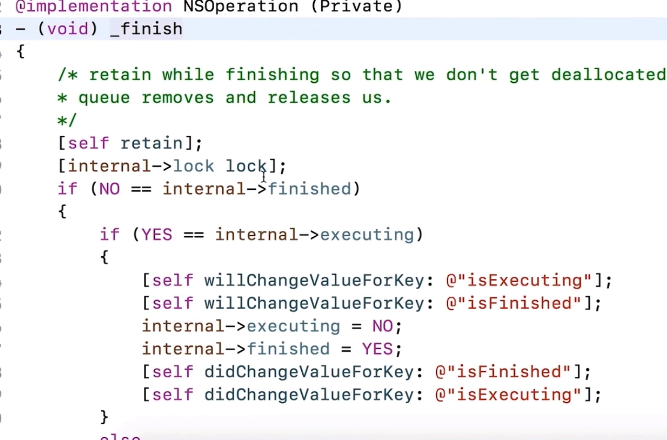 @implementation NSOperation (Private)
- (void) _finish
{
/* retain while finishing so that we don't get deallocated
* queue removes and releases us.
*/
[self retain];
[internal->lock lock];
if (NO == internal->finished)
{
if (YES == internal->executing)
{
[self willChangeValueForKey: @"isExecuting"];
[self willChangeValueForKey: @"isFinished"];
internal->executing = NO;
internal->finished = YES;
[self didChangeValueForKey: @"isFinished"];
[self didChangeValueForKey: @"isExecuting"];
}
else